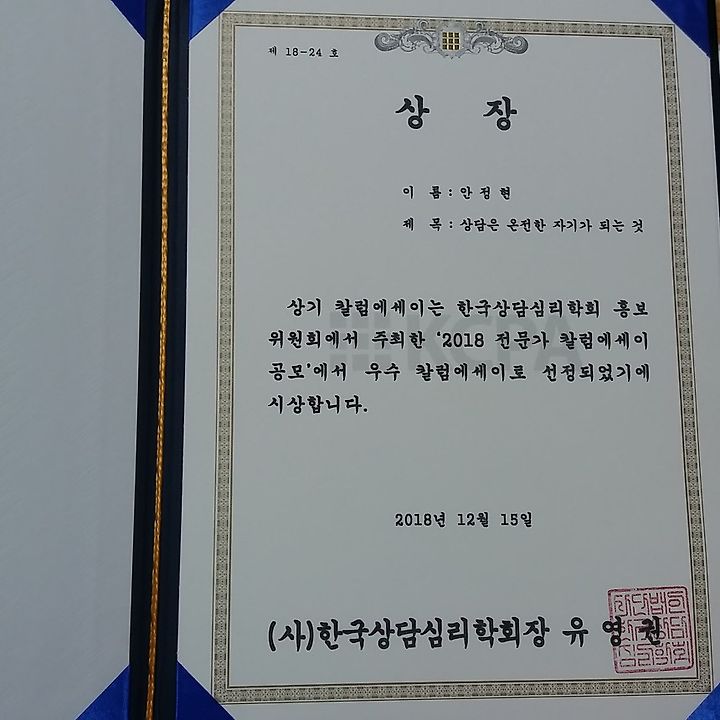 제 18-24 호
상 장
이 름 : 안정현
제 목 : 상담은 온전한 자기가 되는 것
상기 칼럼에세이는 한국상담심리학회 홍보
위원회에서 주최한 '2018 전문가 칼럼에세이
공모'에서 우수 칼럼에세이로 선정되었기에
시상합니다.
KCPA
2018년 12월 15일
(사)한국상담심리학회장 유 영 권